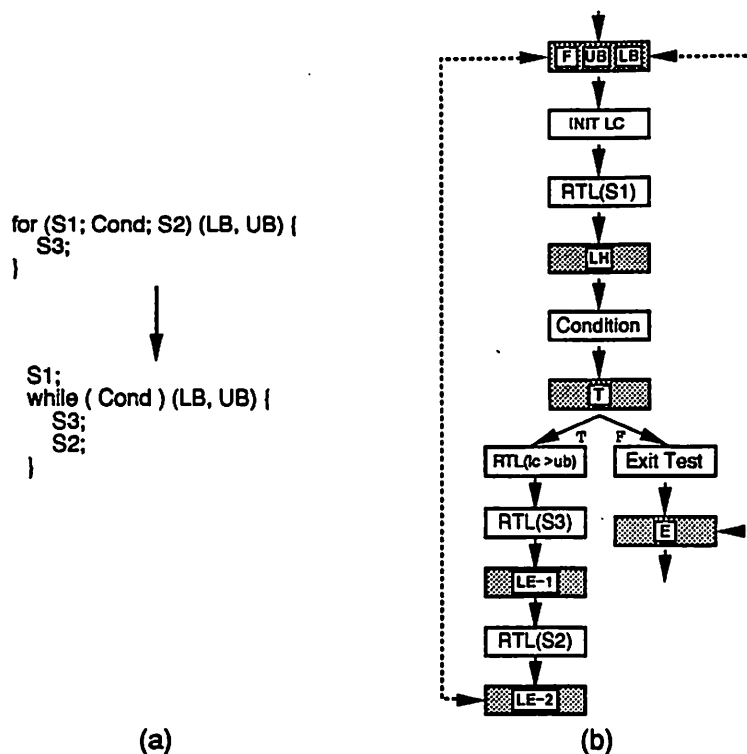 for (S1; Cond; S2) (LB, UB) {
S3;
}
S1;
while ( Cond ) (LB, UB) {
S3;
S2;
}
(a)
F UB LB
INIT LC
RTL(S1)
LH
Condition
T
T F
RTL(lc >ub) Exit Test
RTL(S3)
E
LE-1
RTL(S2)
LE-2
(b)